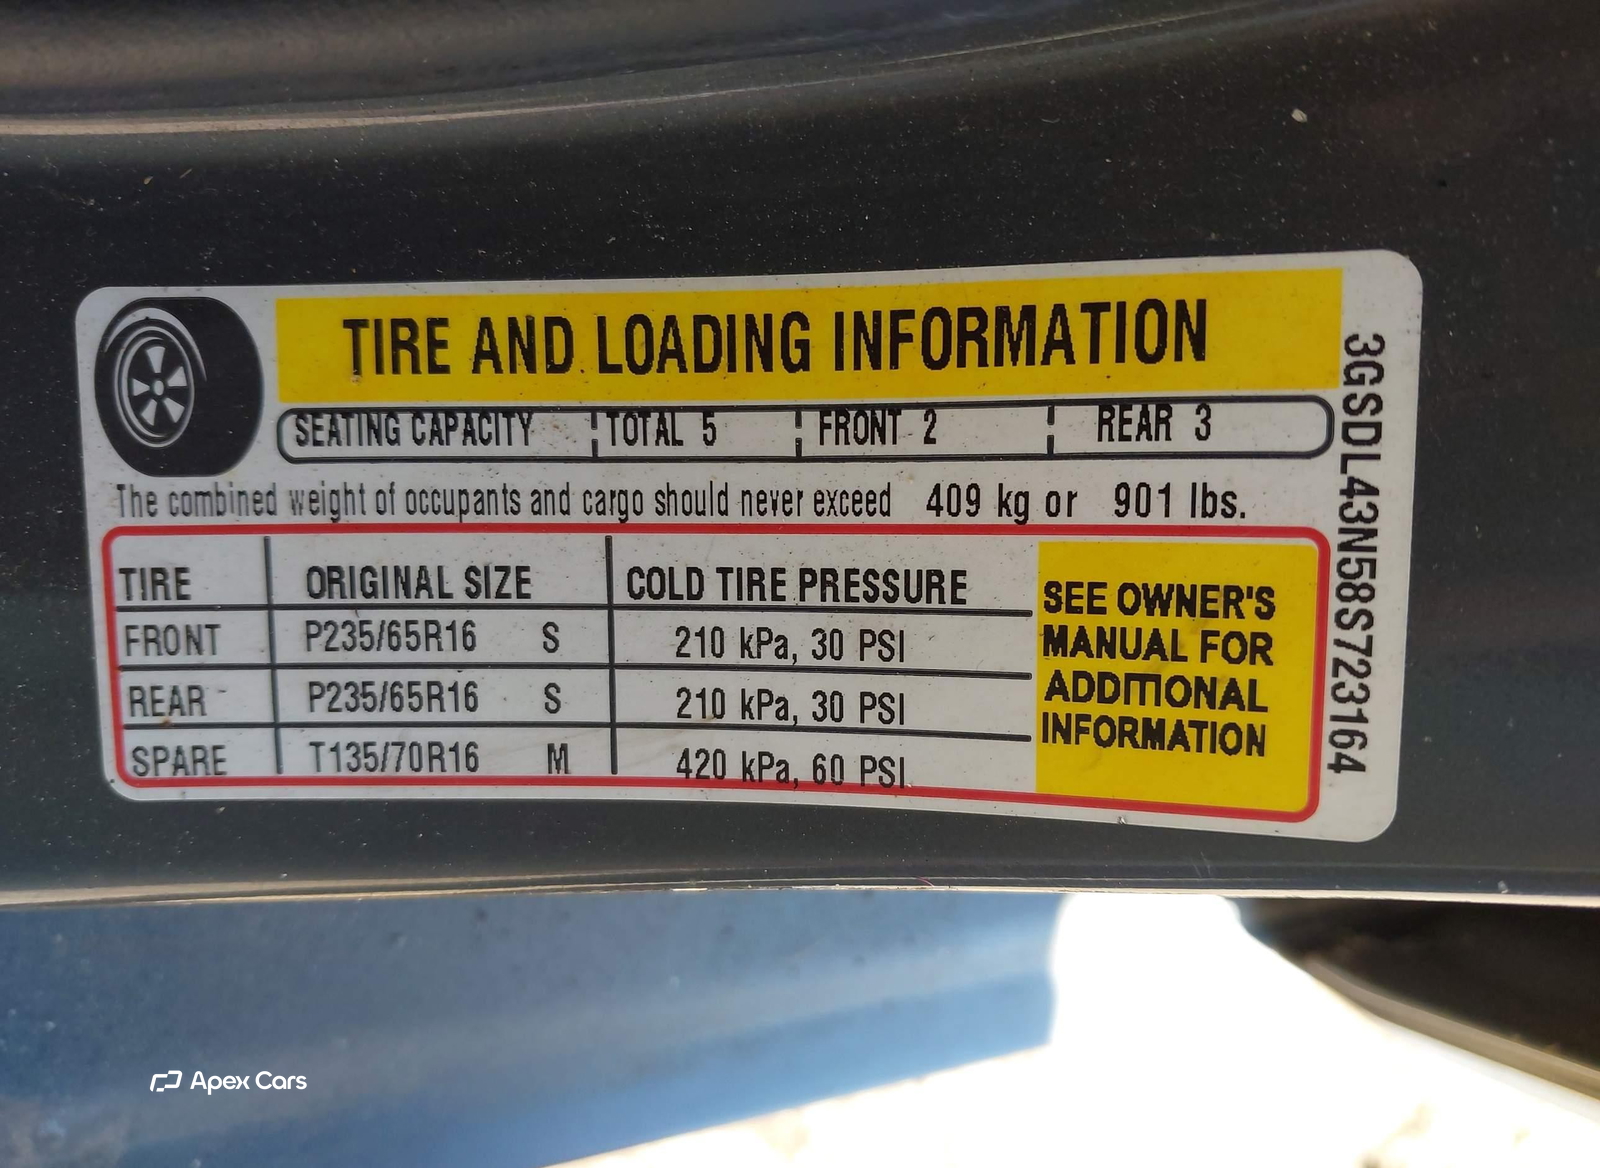 TIRE AND LOADING INFORMATION
SEATING CAPACITY TOTAL 5 FRONT 2 REAR 3
The combined weight of occupants and cargo should never exceed 409 kg or 901 lbs.
TIRE ORIGINAL SIZE COLD TIRE PRESSURE
FRONT P235/65R16 S 210 kPa, 30 PSI
REAR P235/65R16 S 210 kPa, 30 PSI
SPARE T135/70R16 M 420 kPa, 60 PSI
SEE OWNER'S
MANUAL FOR
ADDITIONAL
INFORMATION
3GSDL43N58S723164
Apex Cars